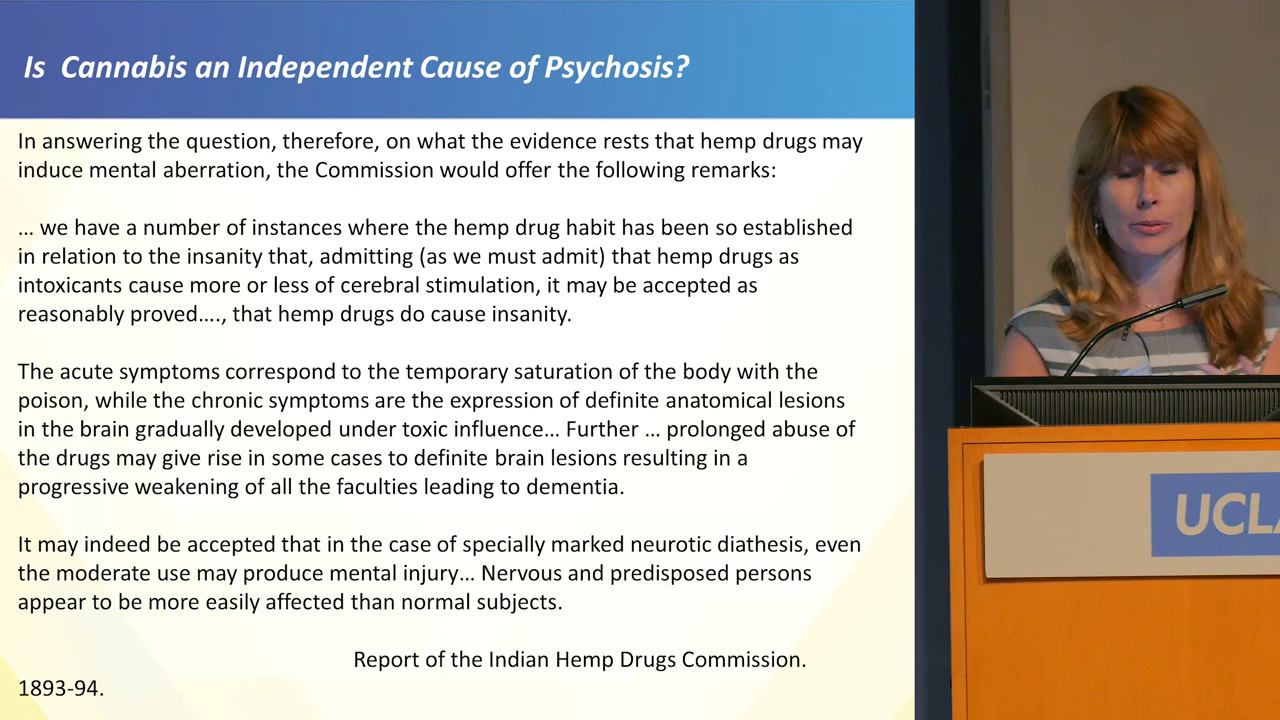 Is Cannabis an Independent Cause of Psychosis?
In answering the question, therefore, on what the evidence rests that hemp drugs may
induce mental aberration, the Commission would offer the following remarks:
... we have a number of instances where the hemp drug habit has been so established
in relation to the insanity that, admitting (as we must admit) that hemp drugs as
intoxicants cause more or less of cerebral stimulation, it may be accepted as
reasonably proved...., that hemp drugs do cause insanity.
The acute symptoms correspond to the temporary saturation of the body with the
poison, while the chronic symptoms are the expression of definite anatomical lesions
in the brain gradually developed under toxic influence... Further ... prolonged abuse of
the drugs may give rise in some cases to definite brain lesions resulting in a
progressive weakening of all the faculties leading to dementia.
It may indeed be accepted that in the case of specially marked neurotic diathesis, even
the moderate use may produce mental injury... Nervous and predisposed persons
appear to be more easily affected than normal subjects.
Report of the Indian Hemp Drugs Commission.
1893-94.
UCLA